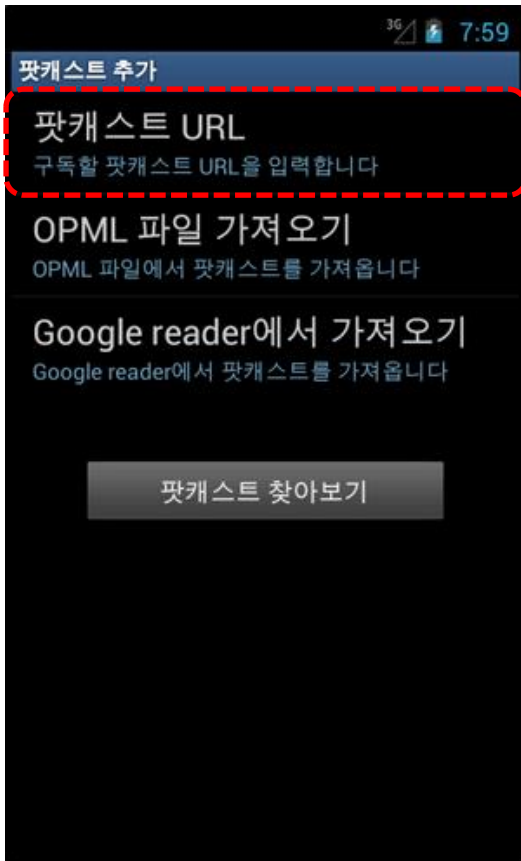 3G 7:59
팟캐스트 추가
팟캐스트 URL
구독할 팟캐스트 URL을 입력합니다
OPML 파일 가져오기
OPML 파일에서 팟캐스트를 가져옵니다
Google reader에서 가져오기
Google reader에서 팟캐스트를 가져옵니다
팟캐스트 찾아보기